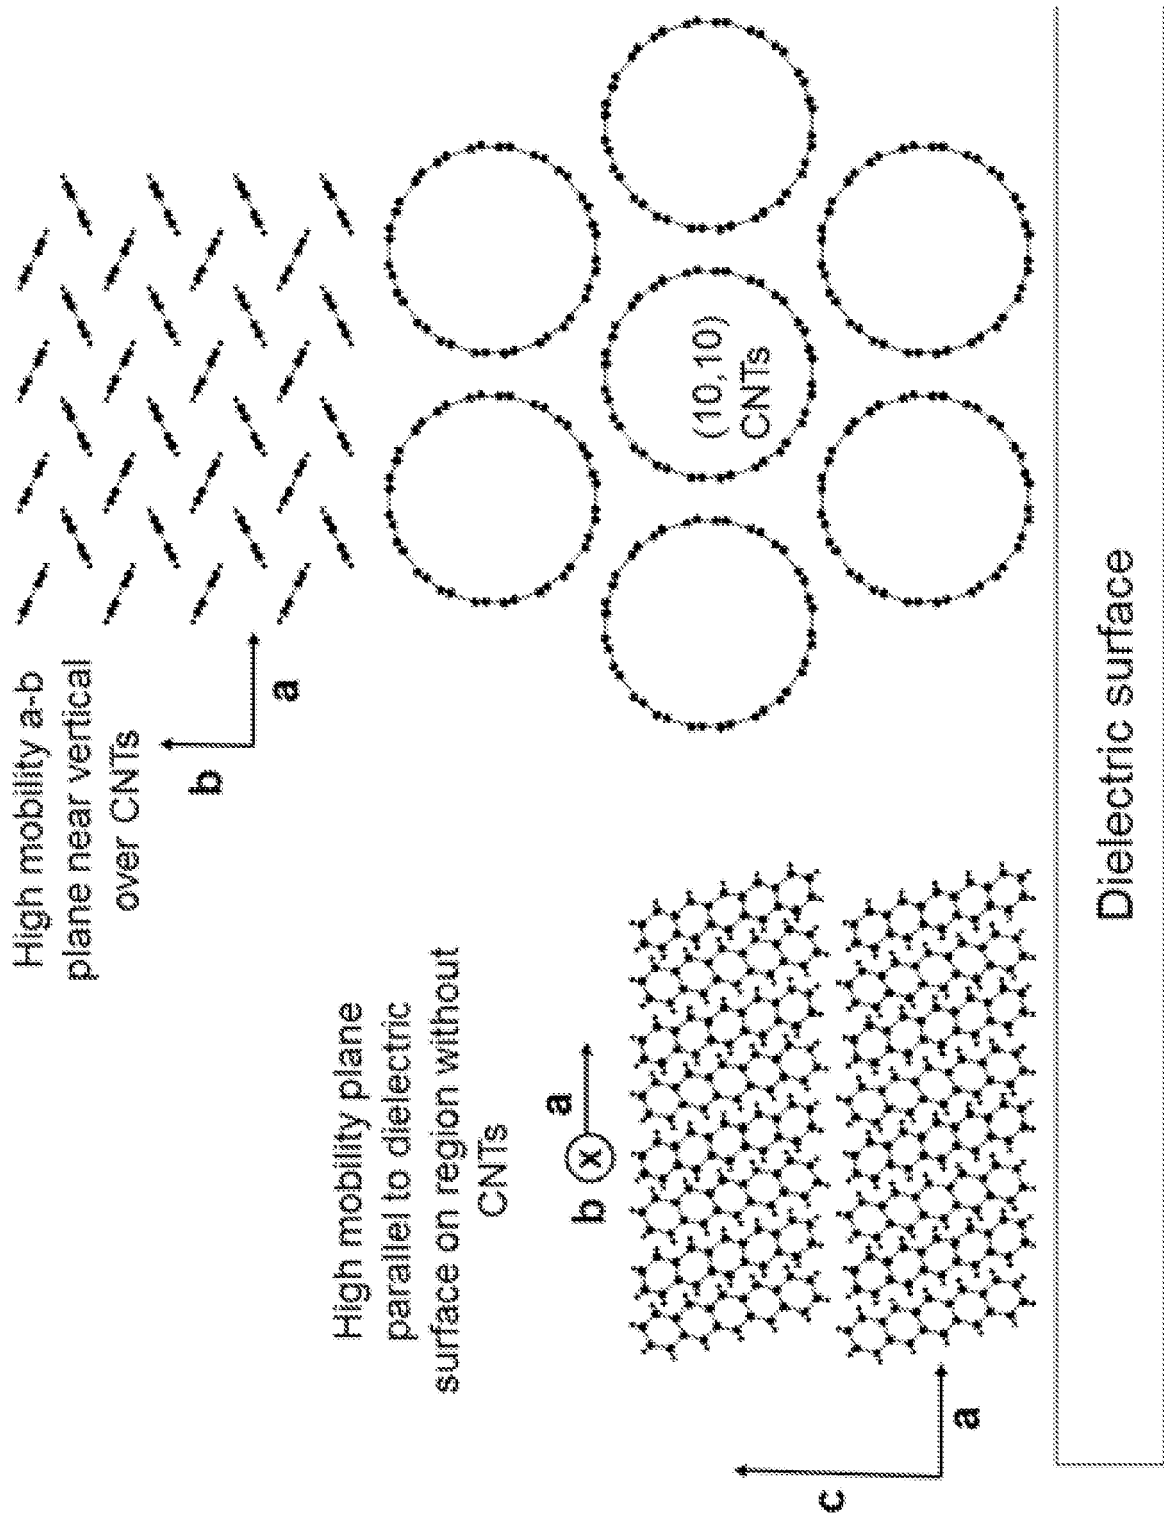 High mobility a-b
plane near vertical
over CNTs
b
a
(10,10)
CNTs
High mobility plane
parallel to dielectric
surface on region without
CNTs
b x a
c
a
Dielectric surface